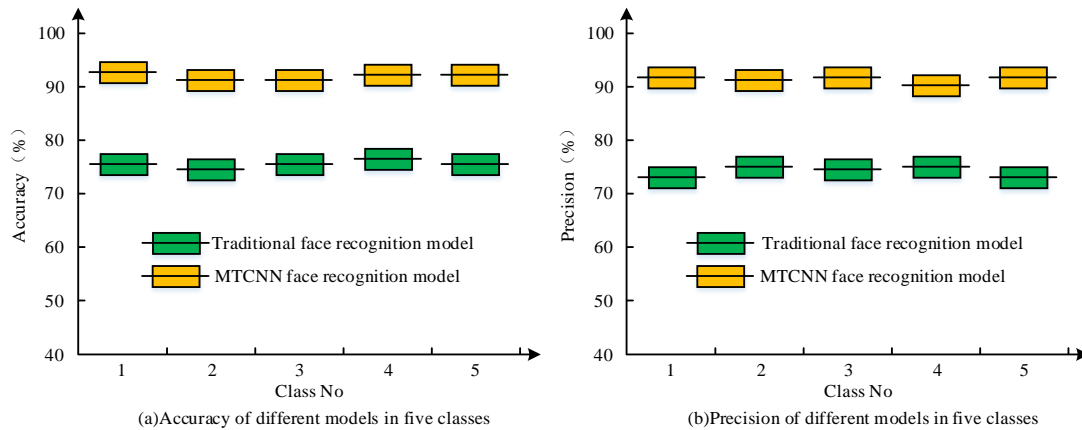 100
90
80
70
60
50
40
Accuracy（%）
Traditional face recognition model
MTCNN face recognition model
1 2 3 4 5
Class No
(a)Accuracy of different models in five classes
100
90
80
70
60
50
40
Precision（%）
Traditional face recognition model
MTCNN face recognition model
1 2 3 4 5
Class No
(b)Precision of different models in five classes